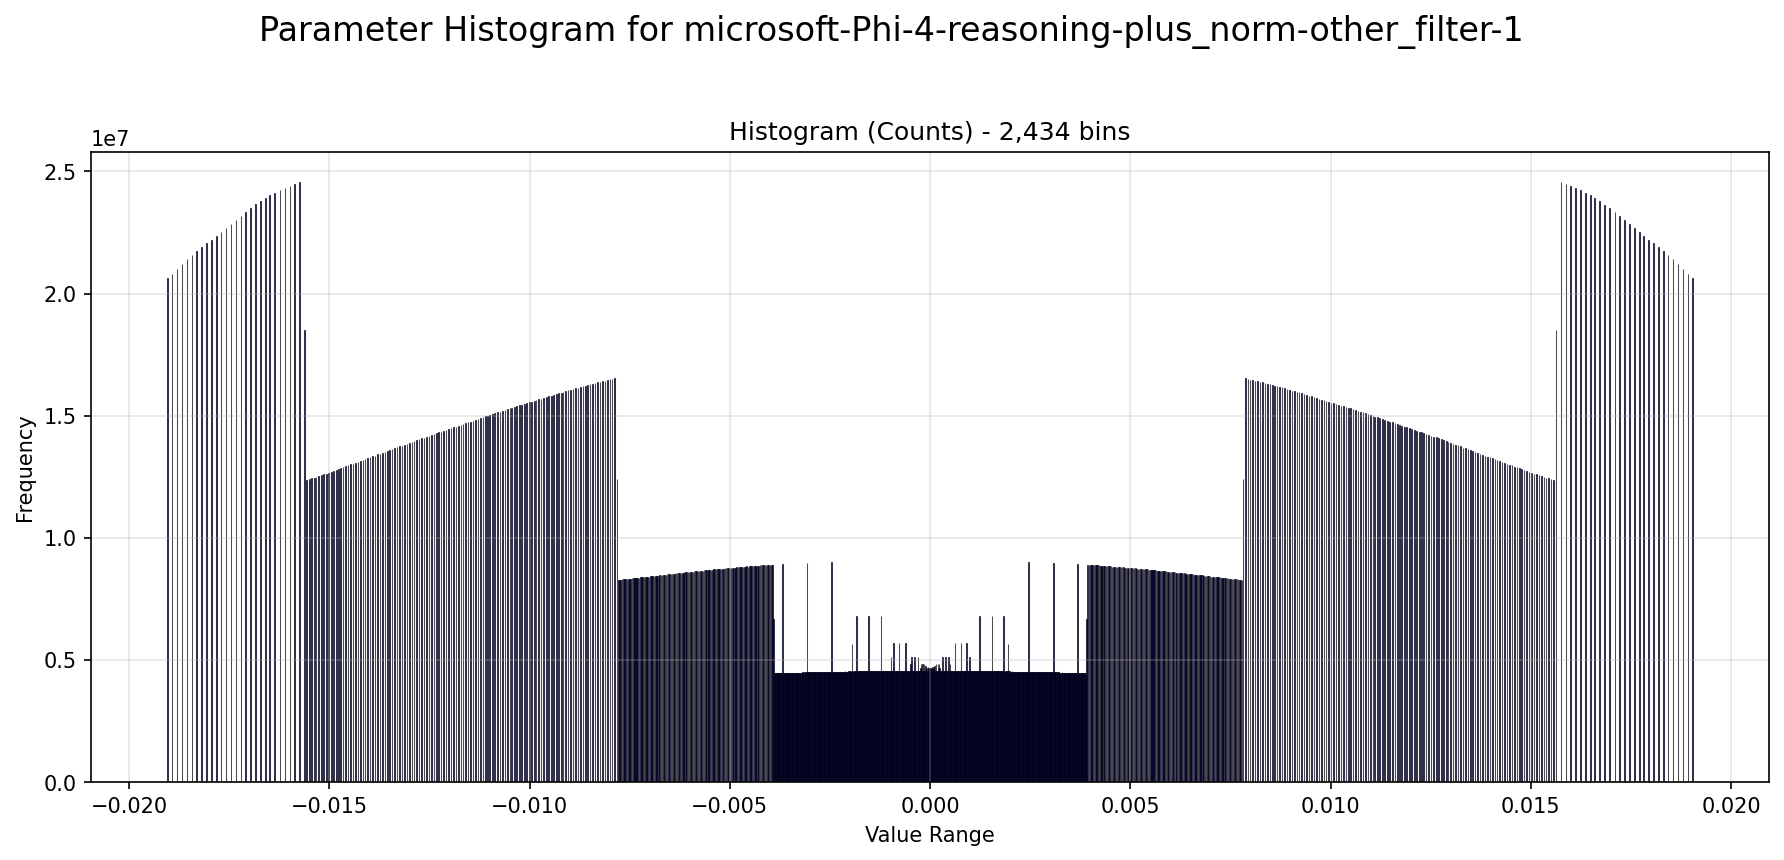 Parameter Histogram for microsoft-Phi-4-reasoning-plus_norm-other_filter-1
Histogram (Counts) - 2,434 bins
1e7
2.5
2.0
1.5
1.0
0.5
0.0
Frequency
−0.020 −0.015 −0.010 −0.005 0.000 0.005 0.010 0.015 0.020
Value Range